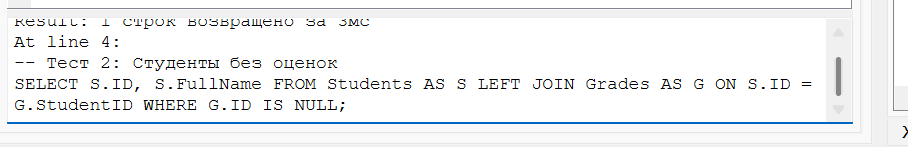 Result: 1 строк возвращено за 3мс
At line 4:
-- Тест 2: Студенты без оценок
SELECT S.ID, S.FullName FROM Students AS S LEFT JOIN Grades AS G ON S.ID =
G.StudentID WHERE G.ID IS NULL;